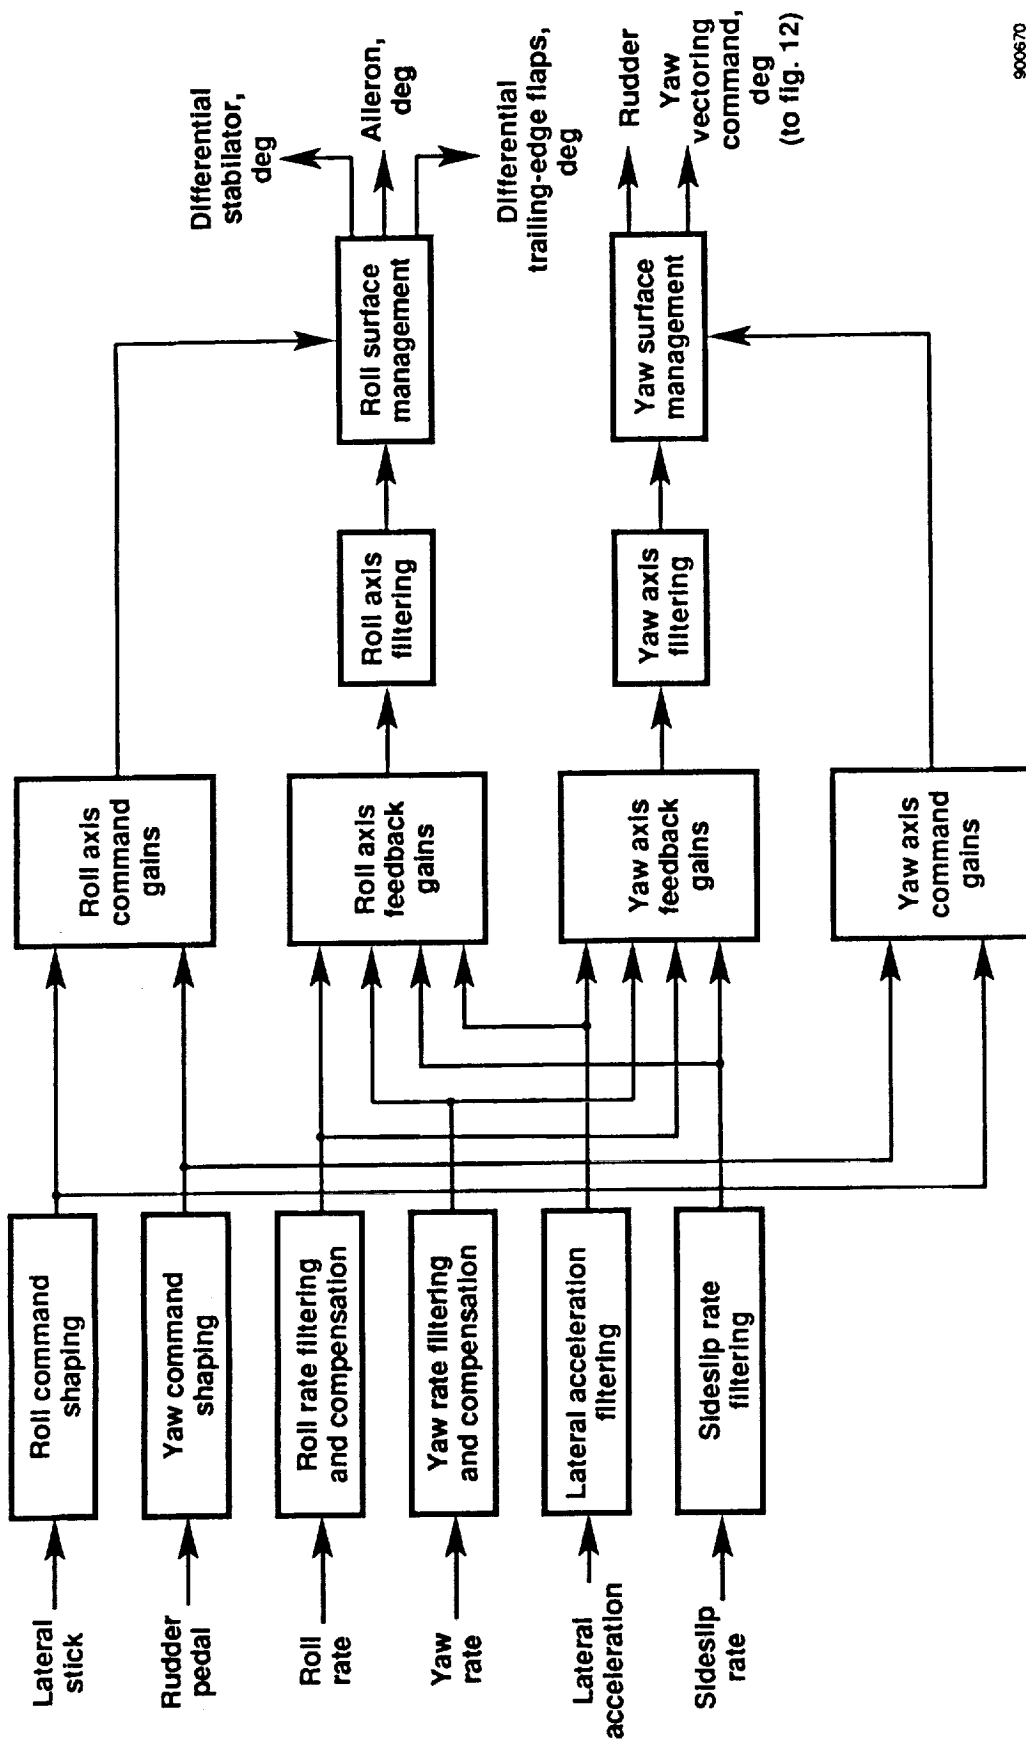 Lateral
stick
Rudder
pedal
Roll
rate
Yaw
rate
Lateral
acceleration
Sideslip
rate
Roll command
shaping
Yaw command
shaping
Roll rate filtering
and compensation
Yaw rate filtering
and compensation
Lateral acceleration
filtering
Sideslip rate
filtering
Roll axis
command
gains
Roll axis
feedback
gains
Yaw axis
feedback
gains
Yaw axis
command
gains
Roll axis
filtering
Yaw axis
filtering
Roll surface
management
Yaw surface
management
Differential
stabilator,
deg
Aileron,
deg
Differential
trailing-edge flaps,
deg
Rudder
Yaw
vectoring
command,
deg
(to fig. 12)
900670